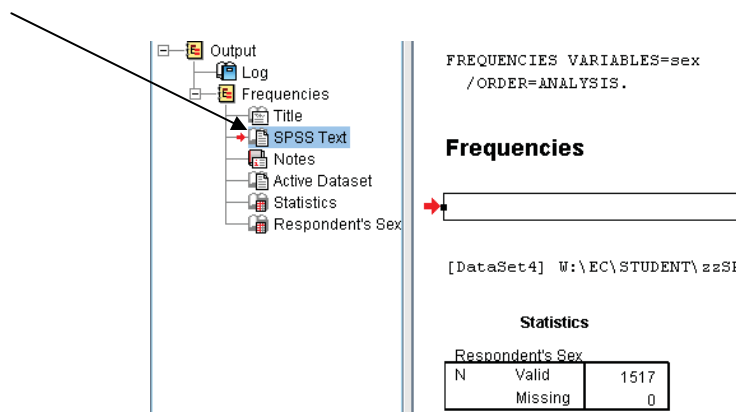 Output
Log
Frequencies
Title
SPSS Text
Notes
Active Dataset
Statistics
Respondent's Sex
FREQUENCIES VARIABLES=sex
/ORDER=ANALYSIS.
Frequencies
[DataSet4] W:\EC\STUDENT\zzSP
Statistics
Respondent's Sex
N Valid 1517
Missing 0